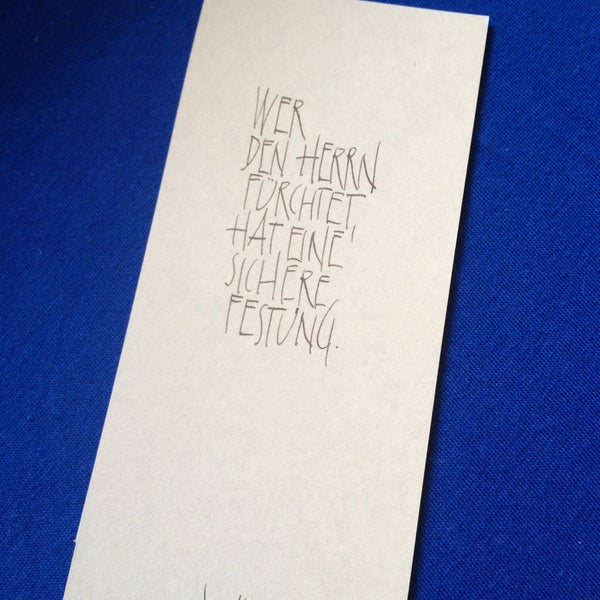 WER
DEN HERRN
FÜRCHTET,
HAT EINE
SICHERE
FESTUNG.